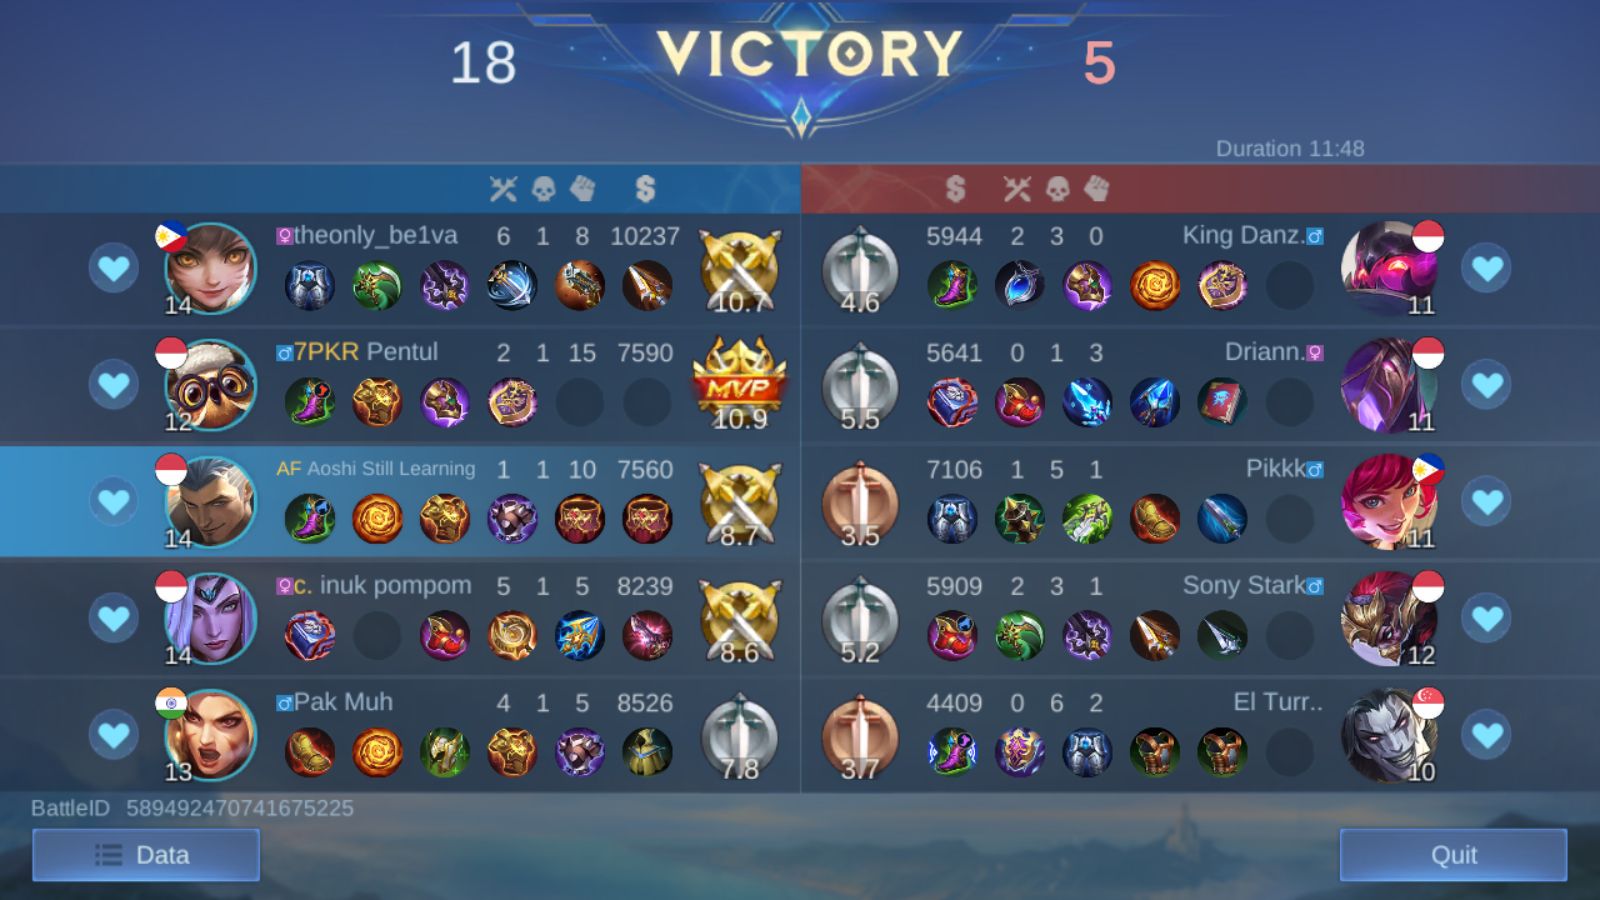 18 VICTORY 5
Duration 11:48
theonly_be1va 6 1 8 10237
14 10.7
5944 2 3 0 King Danz.
4.6 11
7PKR Pentul 2 1 15 7590
12 MVP 10.9
5641 0 1 3 Driann.
5.5 11
AF Aoshi Still Learning 1 1 10 7560
14 8.7
7106 1 5 1 Pikkk
3.5 11
c. inuk pompom 5 1 5 8239
14 8.6
5909 2 3 1 Sony Stark
5.2 12
Pak Muh 4 1 5 8526
13 7.8
4409 0 6 2 El Turr..
3.7 10
BattleID 589492470741675225
Data
Quit